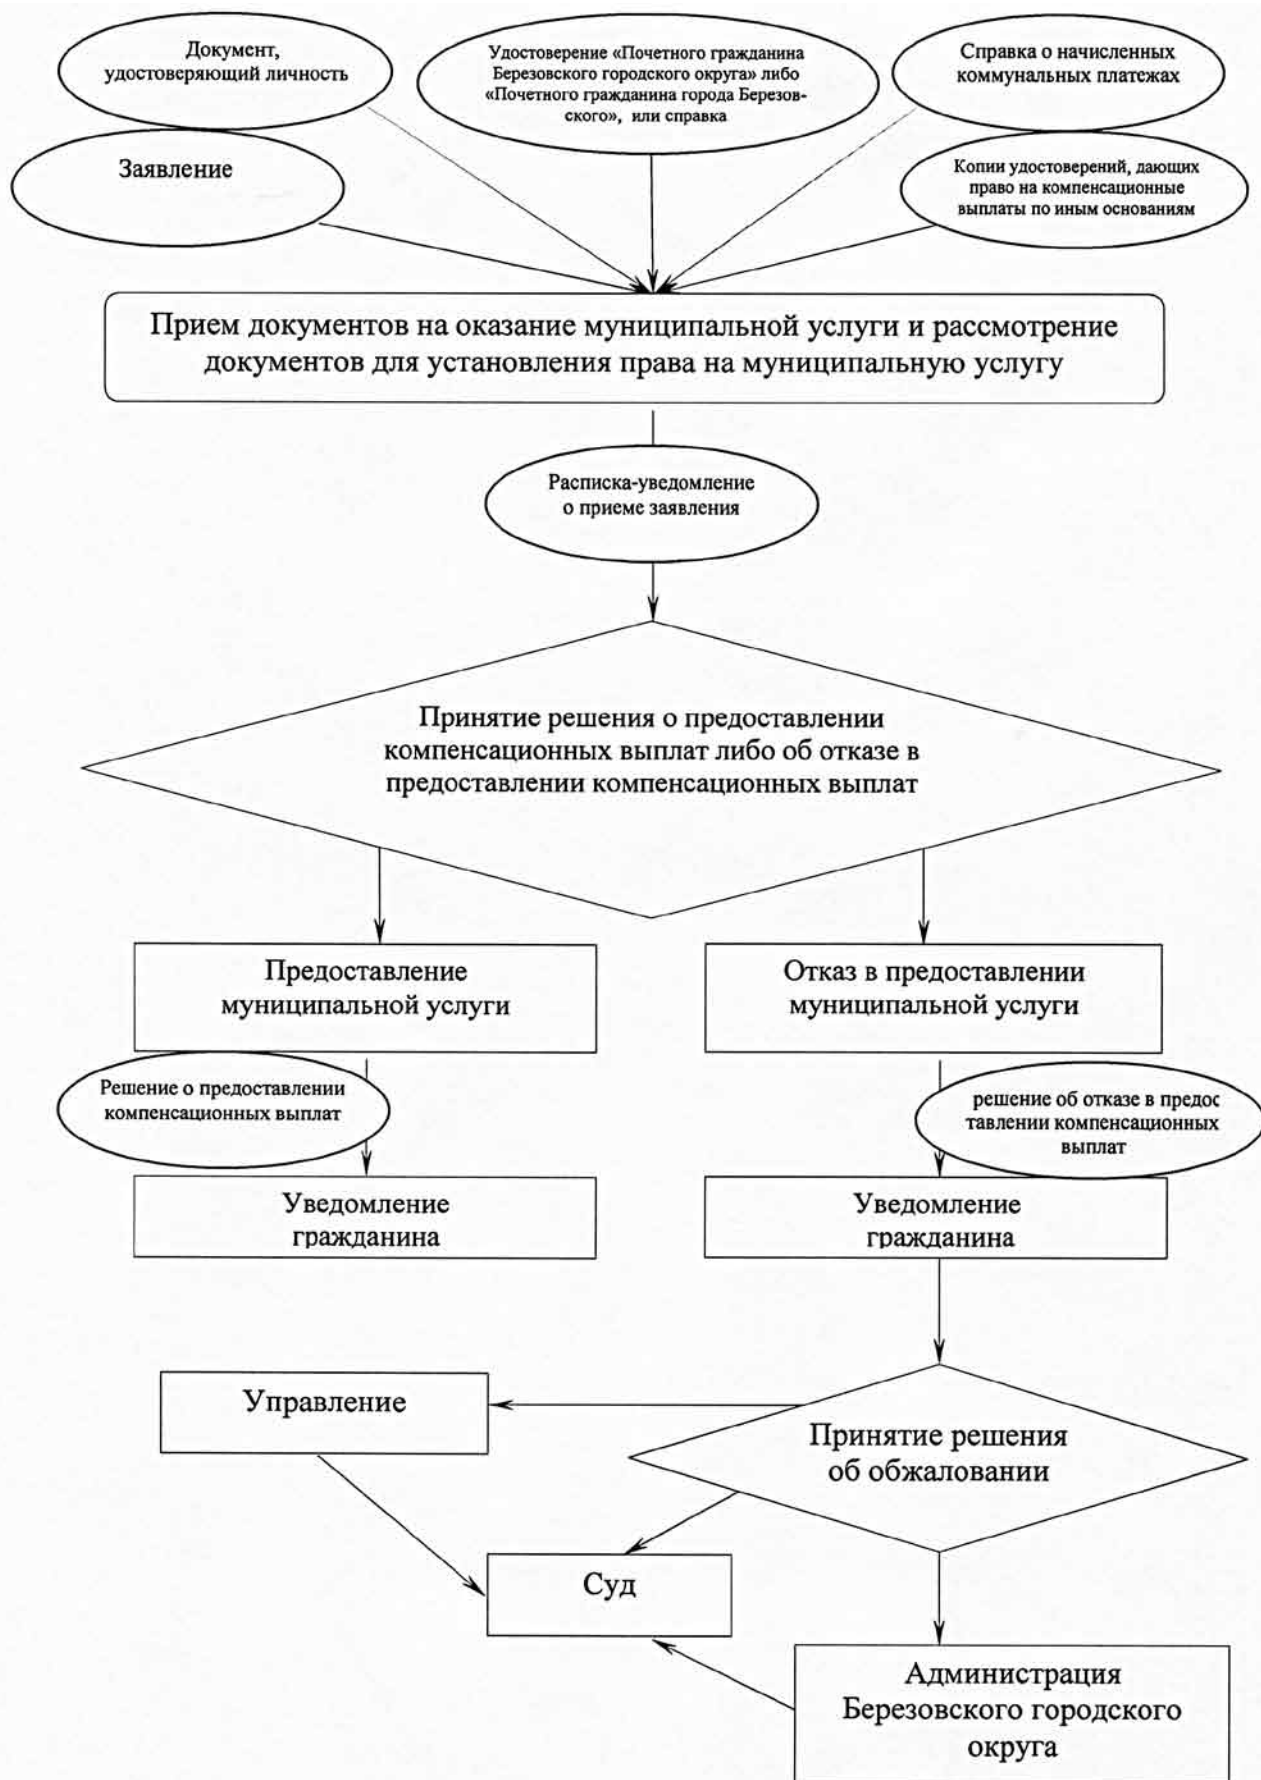 Документ,
удостоверяющий личность
Удостоверение «Почетного гражданина
Березовского городского округа» либо
«Почетного гражданина города Березов-
ского», или справка
Справка о начисленных
коммунальных платежах
Заявление
Копии удостоверений, дающих
право на компенсационные
выплаты по иным основаниям
Прием документов на оказание муниципальной услуги и рассмотрение
документов для установления права на муниципальную услугу
Расписка-уведомление
о приеме заявления
Принятие решения о предоставлении
компенсационных выплат либо об отказе в
предоставлении компенсационных выплат
Предоставление
муниципальной услуги
Отказ в предоставлении
муниципальной услуги
Решение о предоставлении
компенсационных выплат
решение об отказе в предос
тавлении компенсационных
выплат
Уведомление
гражданина
Уведомление
гражданина
Управление
Принятие решения
об обжаловании
Суд
Администрация
Березовского городского
округа